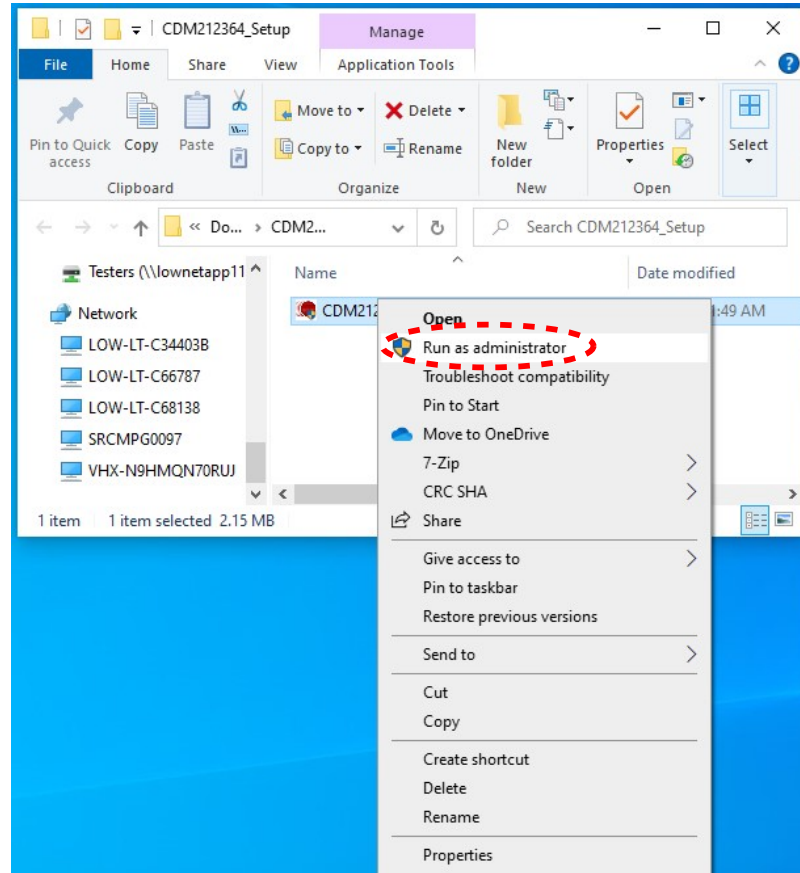 CDM212364_Setup
Manage
File Home Share View Application Tools
Pin to Quick access
Copy
Paste
Clipboard
Move to
Copy to
Delete
Rename
Organize
New folder
New
Properties
Open
Select
« Do... › CDM2...
Search CDM212364_Setup
Testers (\\lownetapp11
Network
LOW-LT-C34403B
LOW-LT-C66787
LOW-LT-C68138
SRCMPG0097
VHX-N9HMQN70RUJ
Name
Date modified
CDM212
:49 AM
Open
Run as administrator
Troubleshoot compatibility
Pin to Start
Move to OneDrive
7-Zip
CRC SHA
Share
Give access to
Pin to taskbar
Restore previous versions
Send to
Cut
Copy
Create shortcut
Delete
Rename
Properties
1 item
1 item selected 2.15 MB